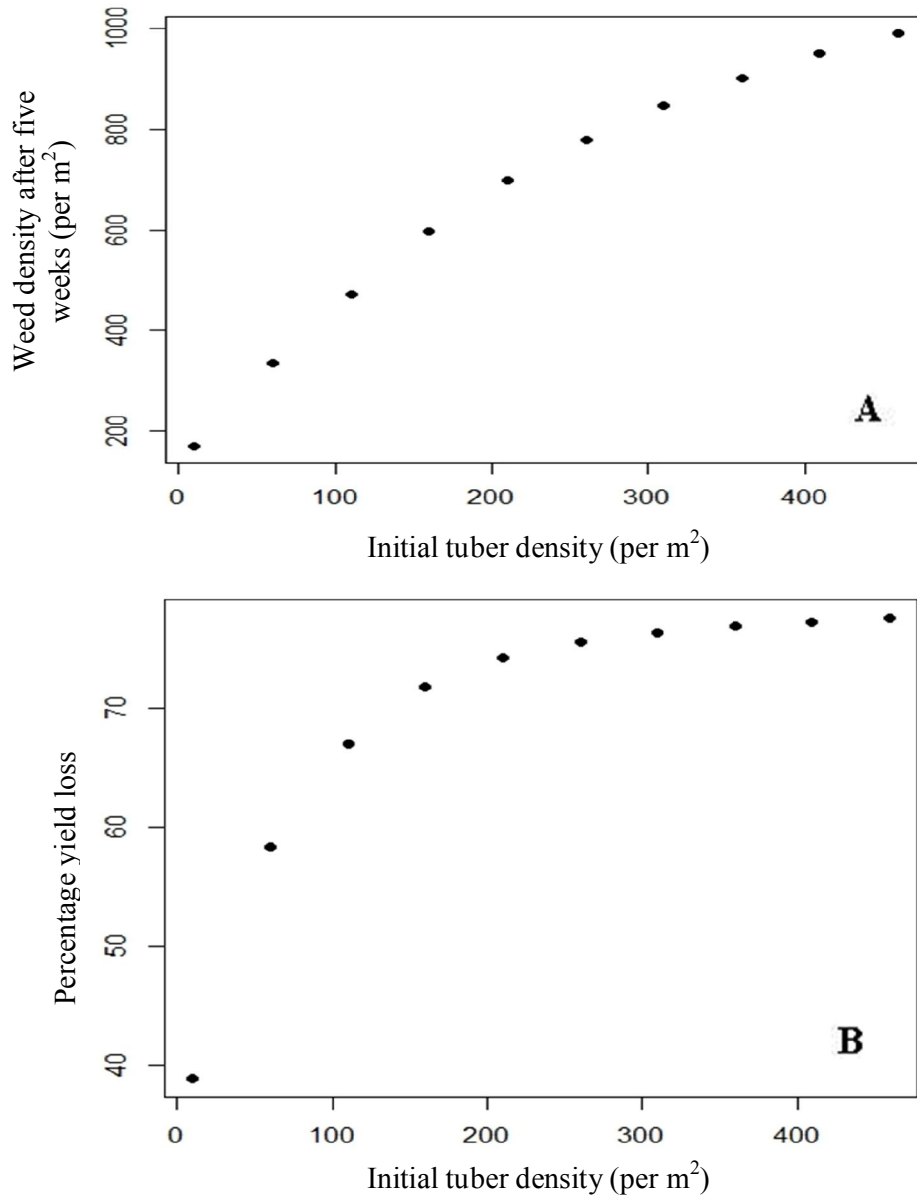 1000
800
600
400
200
Weed density after five
weeks (per m²)
A
0 100 200 300 400
Initial tuber density (per m²)
70
60
50
40
Percentage yield loss
B
0 100 200 300 400
Initial tuber density (per m²)